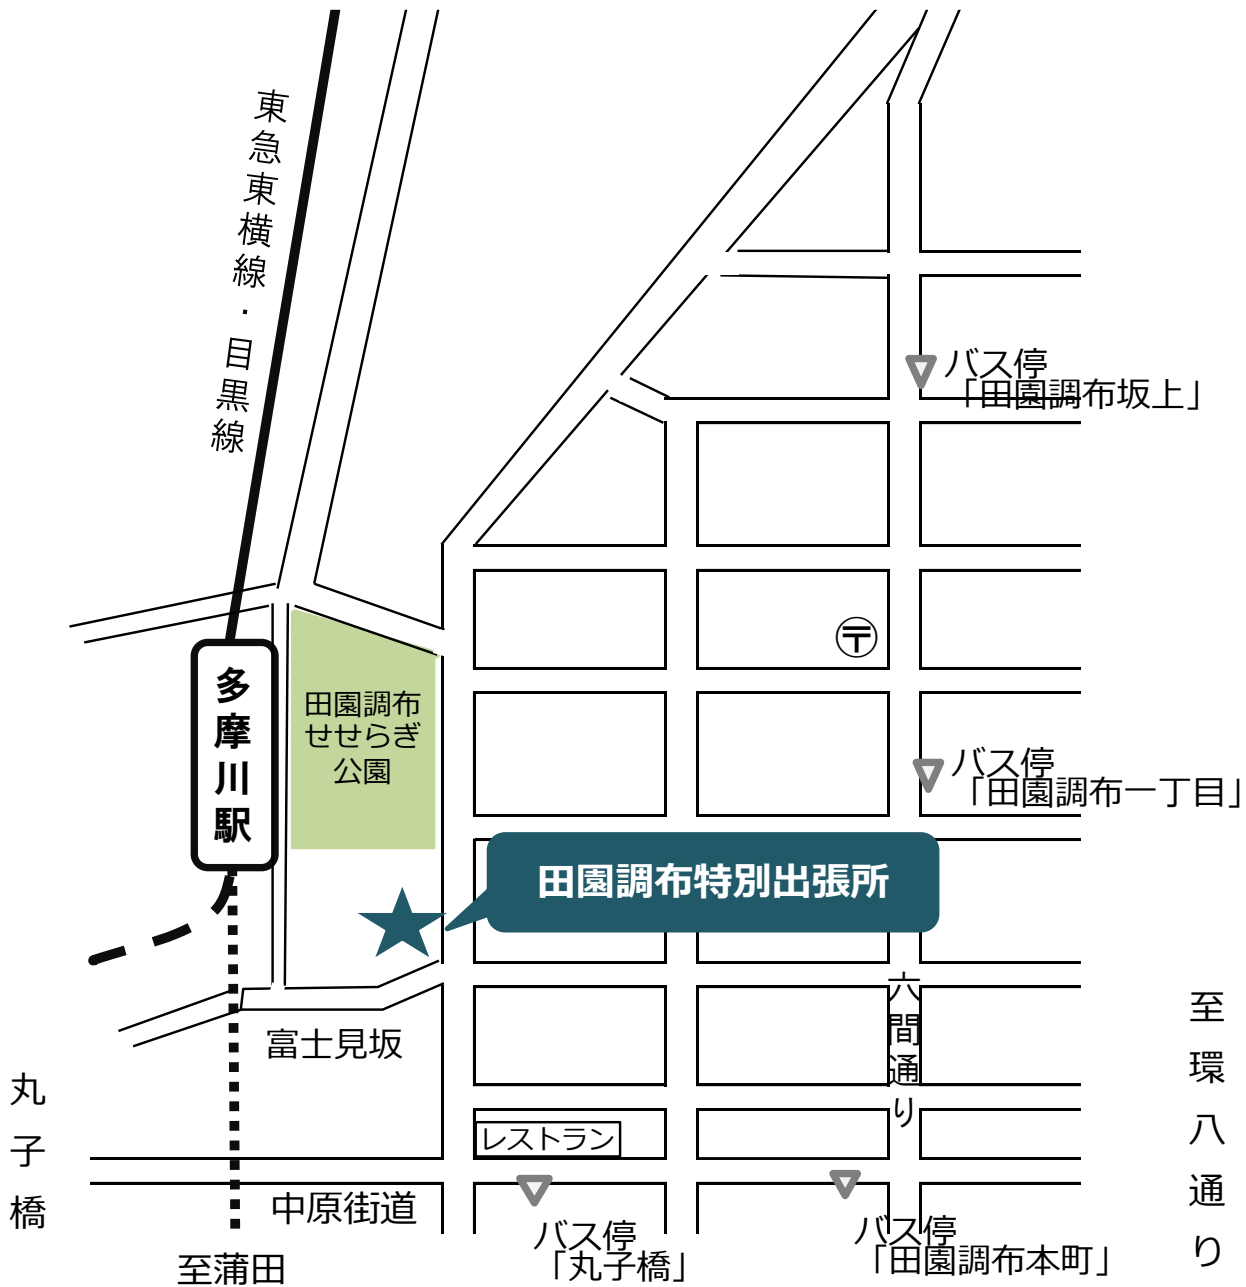 東急東横線・目黒線
バス停
「田園調布坂上」
〒
多摩川駅
田園調布
せせらぎ
公園
バス停
「田園調布一丁目」
田園調布特別出張所
六間通り
至環八通り
富士見坂
丸子橋
レストラン
中原街道
バス停
「丸子橋」
バス停
「田園調布本町」
至蒲田